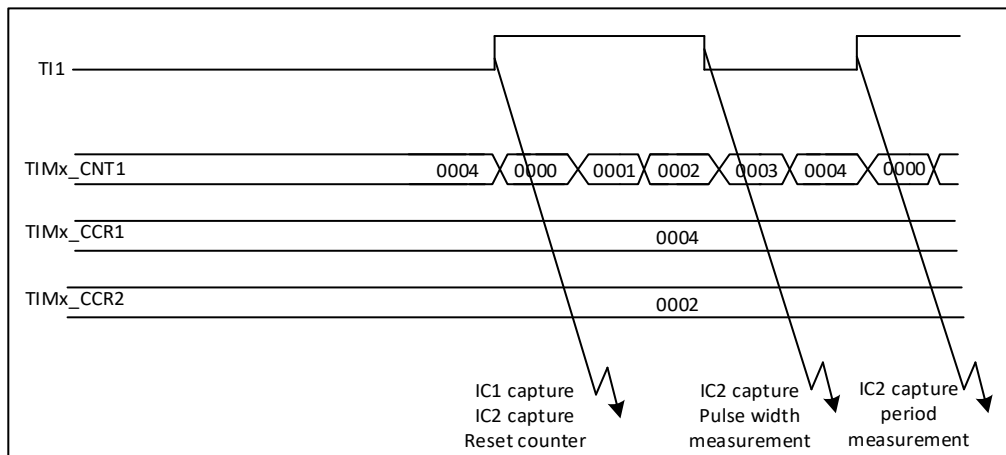 TI1
TIMx_CNT1
0004 0000 0001 0002 0003 0004 0000
TIMx_CCR1
0004
TIMx_CCR2
0002
IC1 capture
IC2 capture
Reset counter
IC2 capture
Pulse width
measurement
IC2 capture
period
measurement